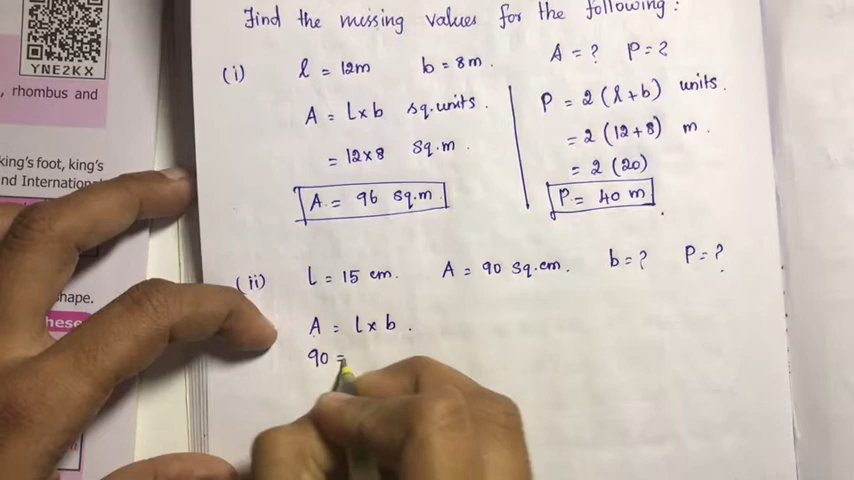 YNE2KX
, rhombus and
king's foot, king's
nd Internation
shape.
hese
Find the missing values for the following:
(i) l = 12m b = 8m. A = ? P = ?
A = l × b sq.units.
= 12×8 sq.m.
A = 96 sq.m.
P = 2 (l+b) units.
= 2 (12+8) m.
= 2 (20)
P = 40 m.
(ii) l = 15 cm. A = 90 sq.cm. b = ? P = ?
A = l × b.
90 =